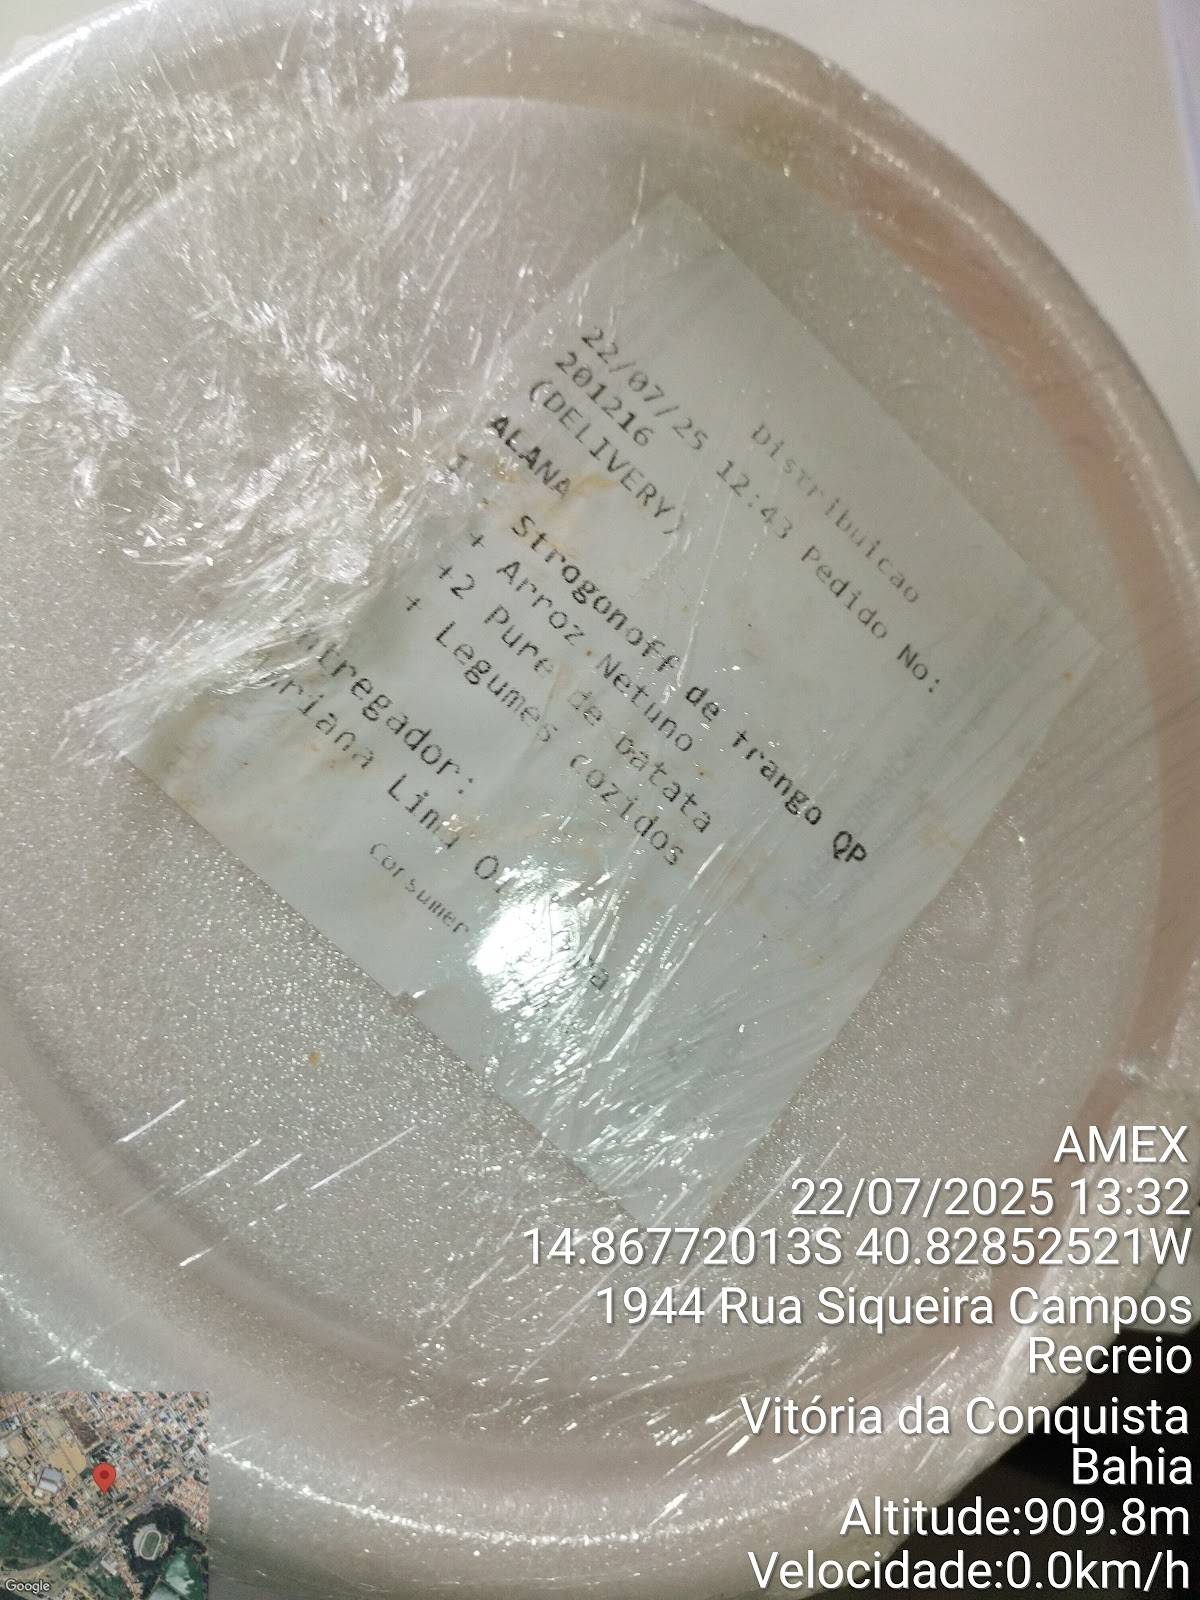 Distribuicao
22/07/25 12:43 Pedido No:
201216
(DELIVERY)
ALANA
1 - Strogonoff de frango QP
+ Arroz Netuno
+2 Pure de batata
+ Legumes cozidos
Lima
Consumer
AMEX
22/07/2025 13:32
14.86772013S 40.82852521W
1944 Rua Siqueira Campos
Recreio
Vitória da Conquista
Bahia
Altitude:909.8m
Velocidade:0.0km/h
Google